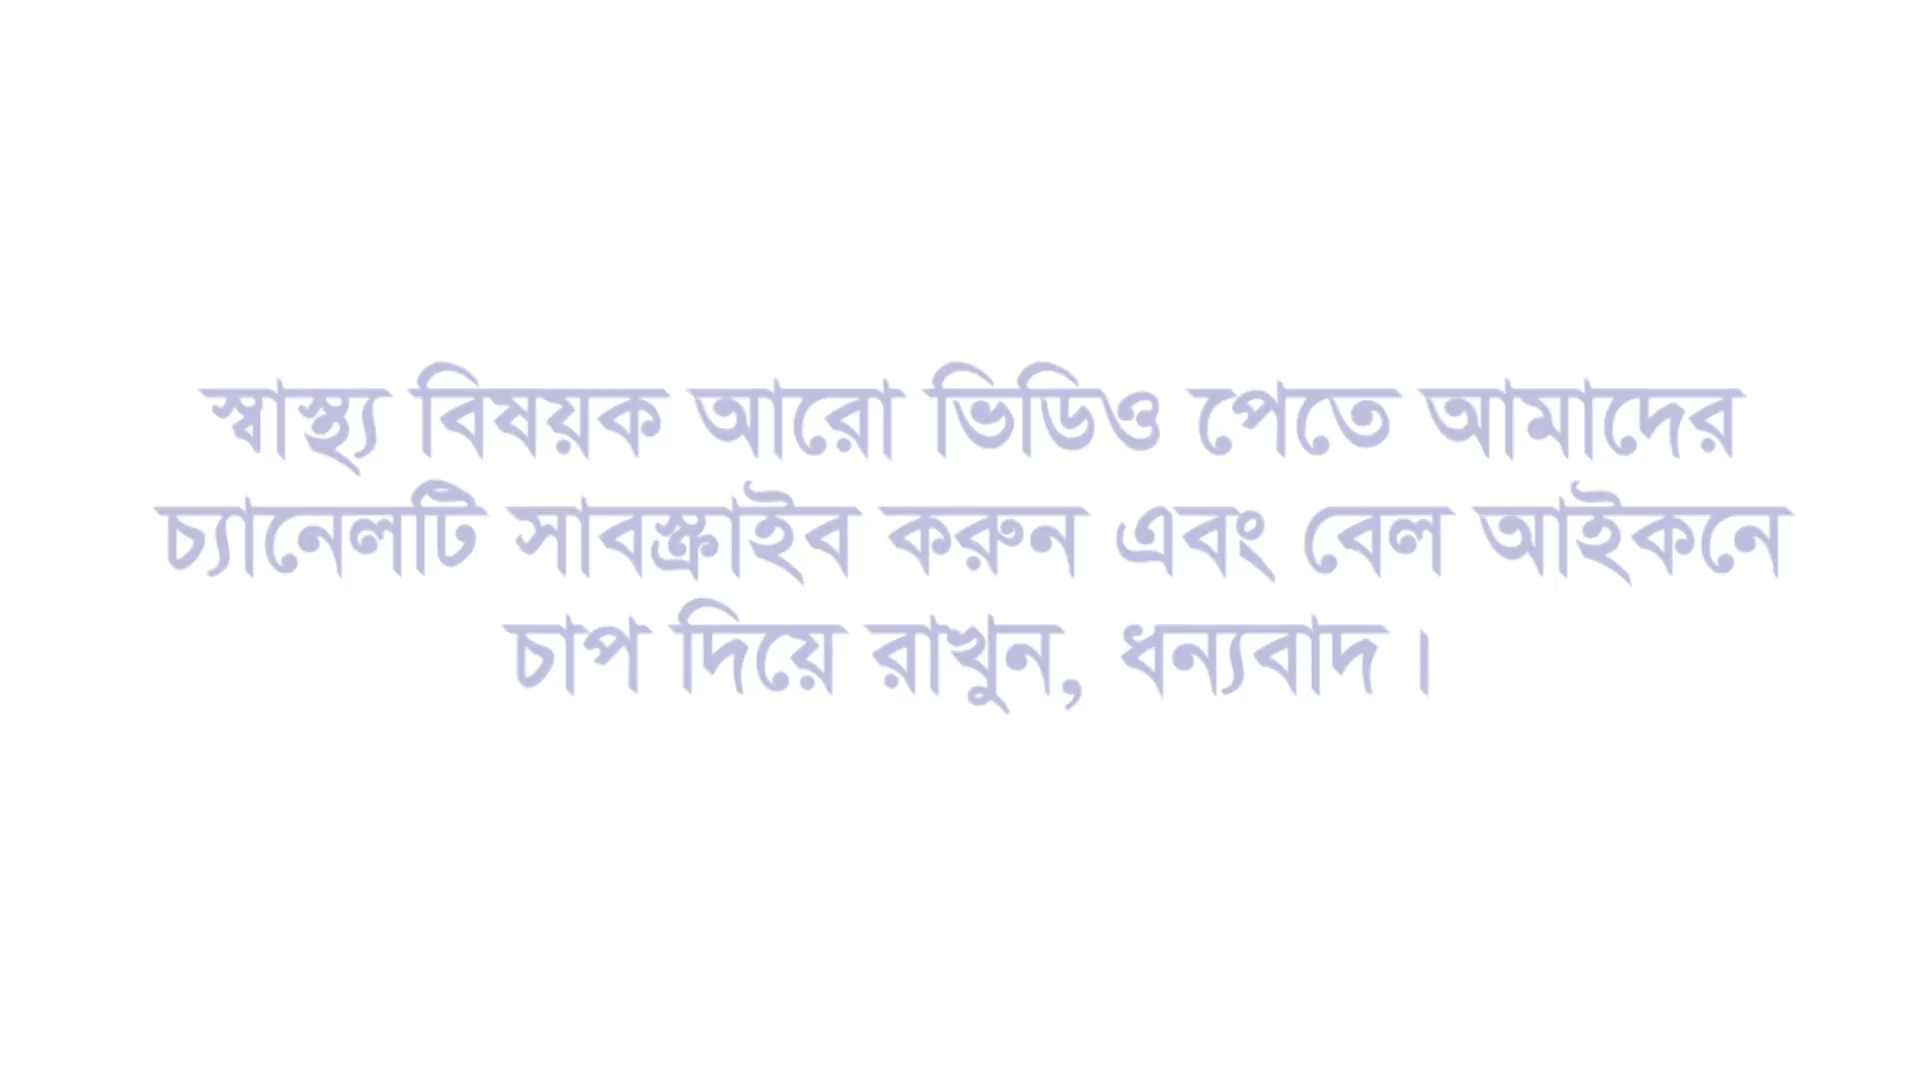 স্বাস্থ্য বিষয়ক আরো ভিডিও পেতে আমাদের
চ্যানেলটি সাবস্ক্রাইব করুন এবং বেল আইকনে
চাপ দিয়ে রাখুন, ধন্যবাদ।